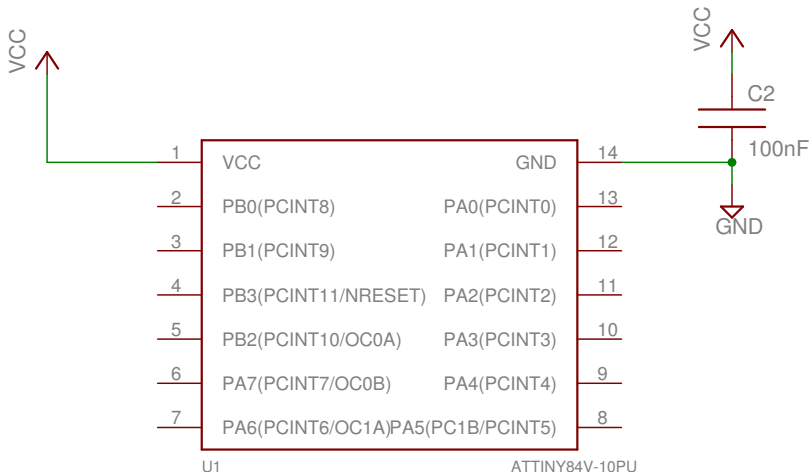 VCC
VCC
C2
100nF
GND
1 VCC GND 14
2 PB0(PCINT8) PA0(PCINT0) 13
3 PB1(PCINT9) PA1(PCINT1) 12
4 PB3(PCINT11/NRESET) PA2(PCINT2) 11
5 PB2(PCINT10/OC0A) PA3(PCINT3) 10
6 PA7(PCINT7/OC0B) PA4(PCINT4) 9
7 PA6(PCINT6/OC1A) PA5(PC1B/PCINT5) 8
U1 ATTINY84V-10PU